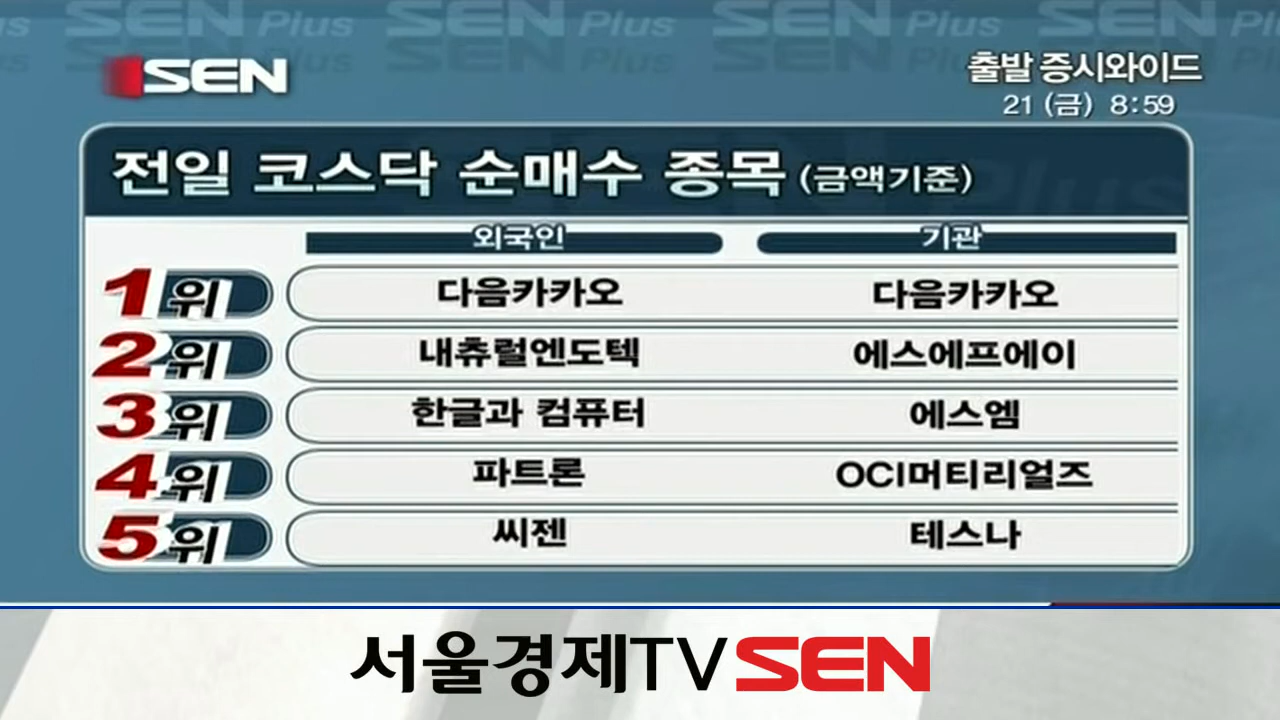 SEN
출발 증시와이드
21 (금) 8:59
전일 코스닥 순매수 종목 (금액기준)
외국인 기관
1위 다음카카오 다음카카오
2위 내츄럴엔도텍 에스에프에이
3위 한글과 컴퓨터 에스엠
4위 파트론 OCI머티리얼즈
5위 씨젠 테스나
서울경제TV SEN